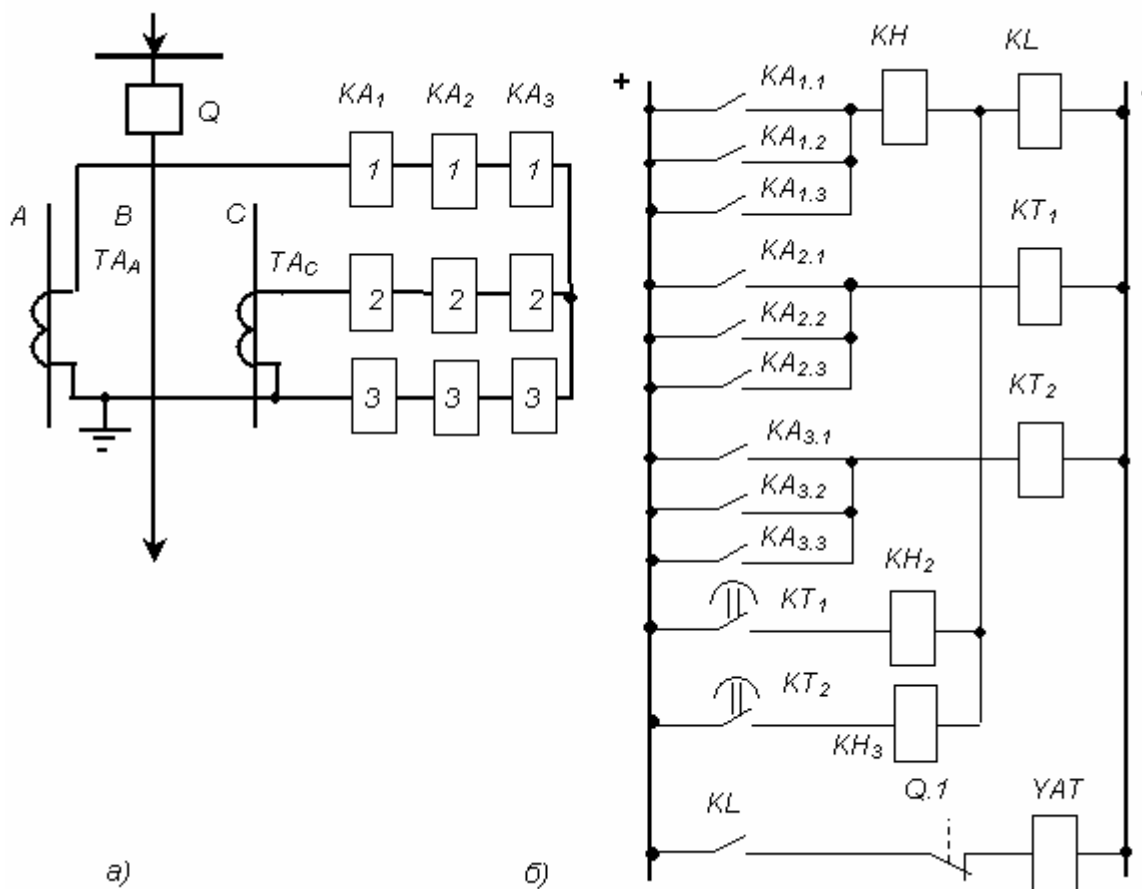 Q
KA1 KA2 KA3
1 1 1
A B C
TAA TAC
2 2 2
3 3 3
а)
KH KL
+
KA1.1
KA1.2
KA1.3
KT1
KA2.1
KA2.2
KA2.3
KT2
KA3.1
KA3.2
KA3.3
KH2
KT1
KT2
KH3
Q.1 YAT
KL
б)